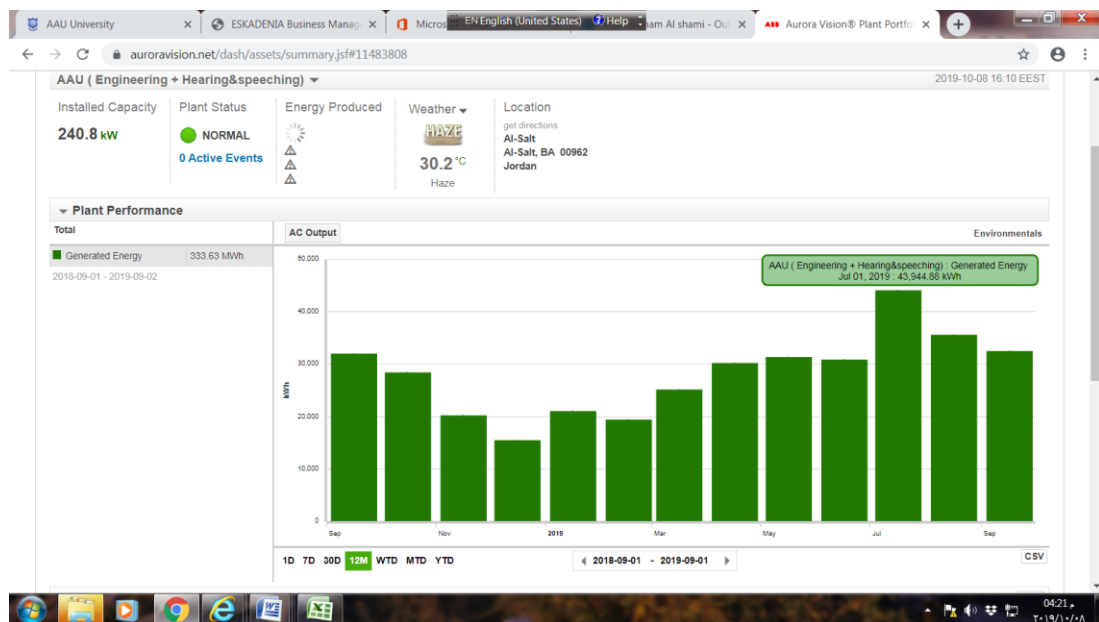 AAU University
ESKADENIA Business Manag
Micros
EN English (United States)
Help
ham Al shami - Out
ABB Aurora Vision® Plant Portfo
auroravision.net/dash/assets/summary.jsf#11483808
AAU ( Engineering + Hearing&speeching)
2019-10-08 16:10 EEST
Installed Capacity
240.8 kW
Plant Status
NORMAL
0 Active Events
Energy Produced
Weather
HAZE
30.2 °C
Haze
Location
get directions
Al-Salt
Al-Salt, BA 00962
Jordan
Plant Performance
Total
Generated Energy 333.63 MWh
2018-09-01 - 2019-09-02
AC Output
Environmentals
AAU ( Engineering + Hearing&speeching) : Generated Energy
Jul 01, 2019 : 43,944.88 kWh
50,000
40,000
30,000
20,000
10,000
0
kWh
Sep Nov 2019 Mar May Jul Sep
1D 7D 30D 12M WTD MTD YTD
2018-09-01 - 2019-09-01
CSV
04:21 م
٢٠١٩/١٠/٠٨